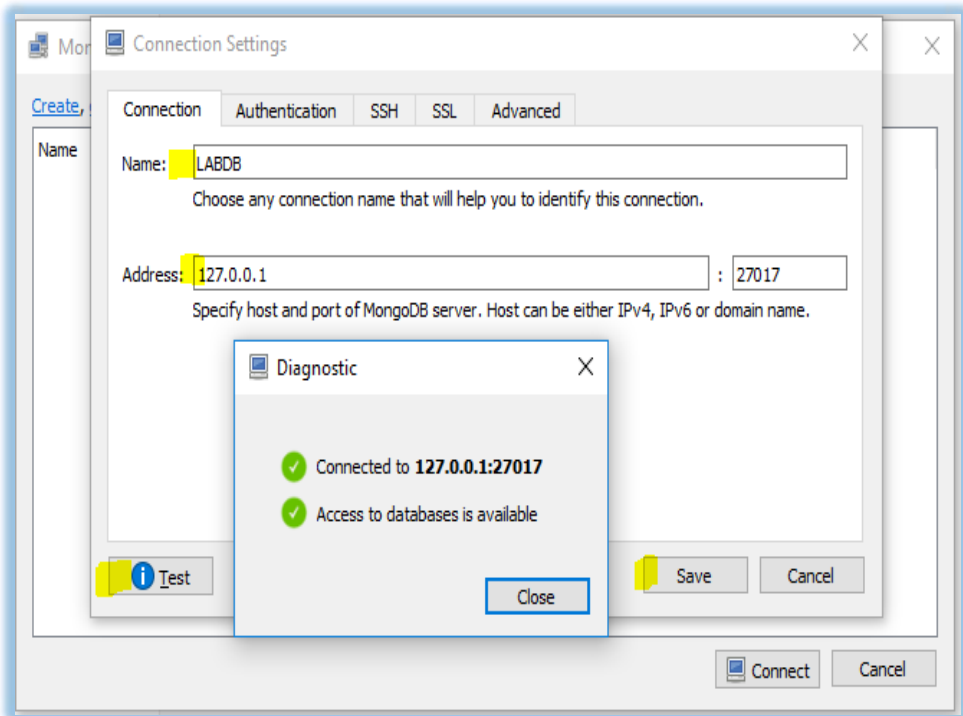 Mor
Connection Settings
Create,
Name
Connection Authentication SSH SSL Advanced
Name: LABDB
Choose any connection name that will help you to identify this connection.
Address: 127.0.0.1 : 27017
Specify host and port of MongoDB server. Host can be either IPv4, IPv6 or domain name.
Diagnostic
Connected to 127.0.0.1:27017
Access to databases is available
Close
Test
Save
Cancel
Connect
Cancel